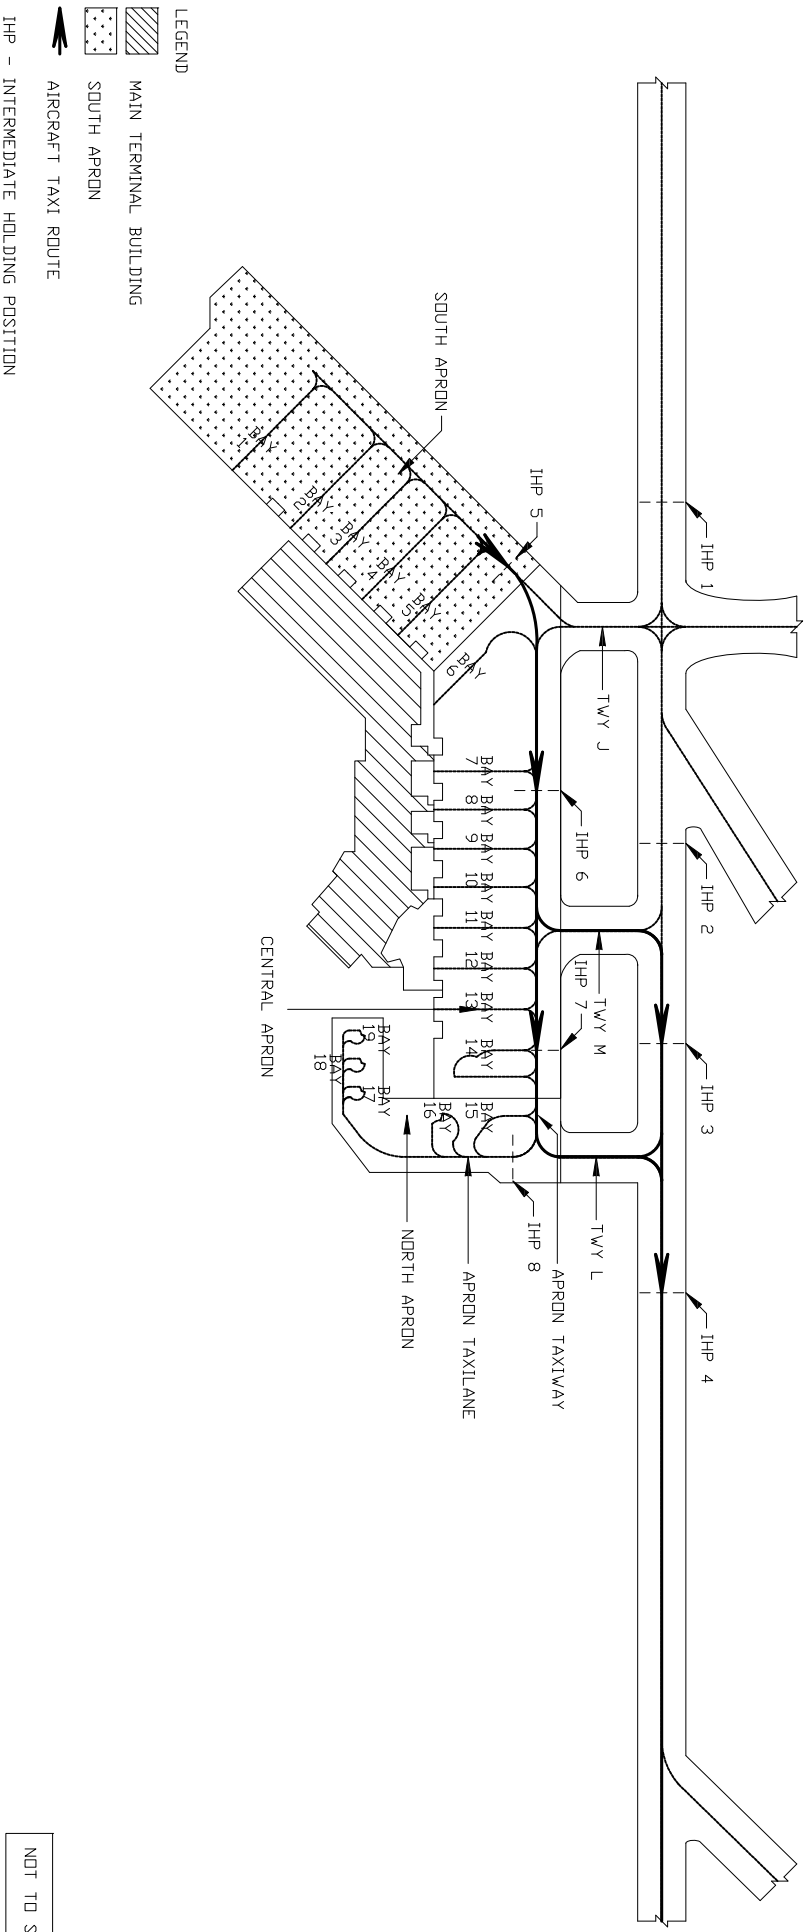 LEGEND
MAIN TERMINAL BUILDING
SOUTH APRON
AIRCRAFT TAXI ROUTE
IHP - INTERMEDIATE HOLDING POSITION
IHP 1
IHP 2
IHP 3
IHP 4
TWY J
TWY M
TWY L
IHP 5
IHP 6
IHP 7
IHP 8
SOUTH APRON
APRON TAXIWAY
APRON TAXILANE
NORTH APRON
CENTRAL APRON
BAY 1
BAY 2
BAY 3
BAY 4
BAY 5
BAY 6
BAY 7
BAY 8
BAY 9
BAY 10
BAY 11
BAY 12
BAY 13
BAY 14
BAY 15
BAY 16
BAY 17
BAY 18
BAY 19
NOT TO S